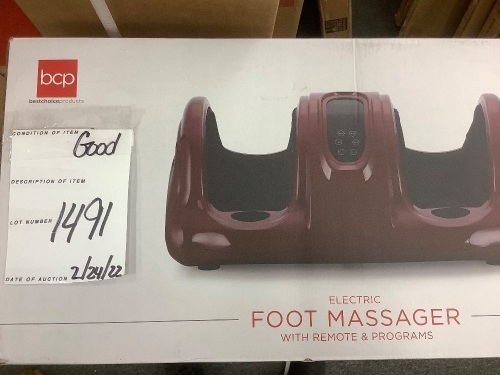 bcp
bestchoiceproducts
CONDITION OF ITEM
Good
DESCRIPTION OF ITEM
LOT NUMBER 1491
DATE OF AUCTION 2/24/22
ELECTRIC
FOOT MASSAGER
WITH REMOTE & PROGRAMS